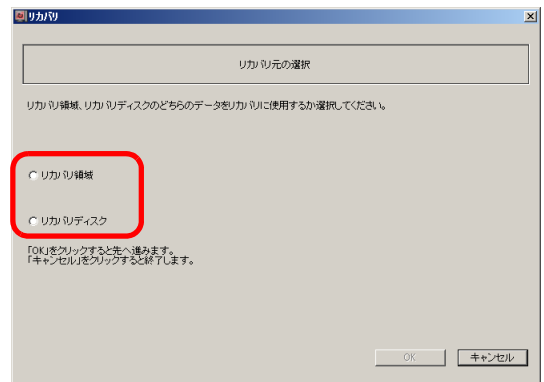 リカバリ
リカバリ元の選択
リカバリ領域、リカバリディスクのどちらのデータをリカバリに使用するか選択してください。
リカバリ領域
リカバリディスク
「OK」をクリックすると先へ進みます。
「キャンセル」をクリックすると終了します。
OK
キャンセル